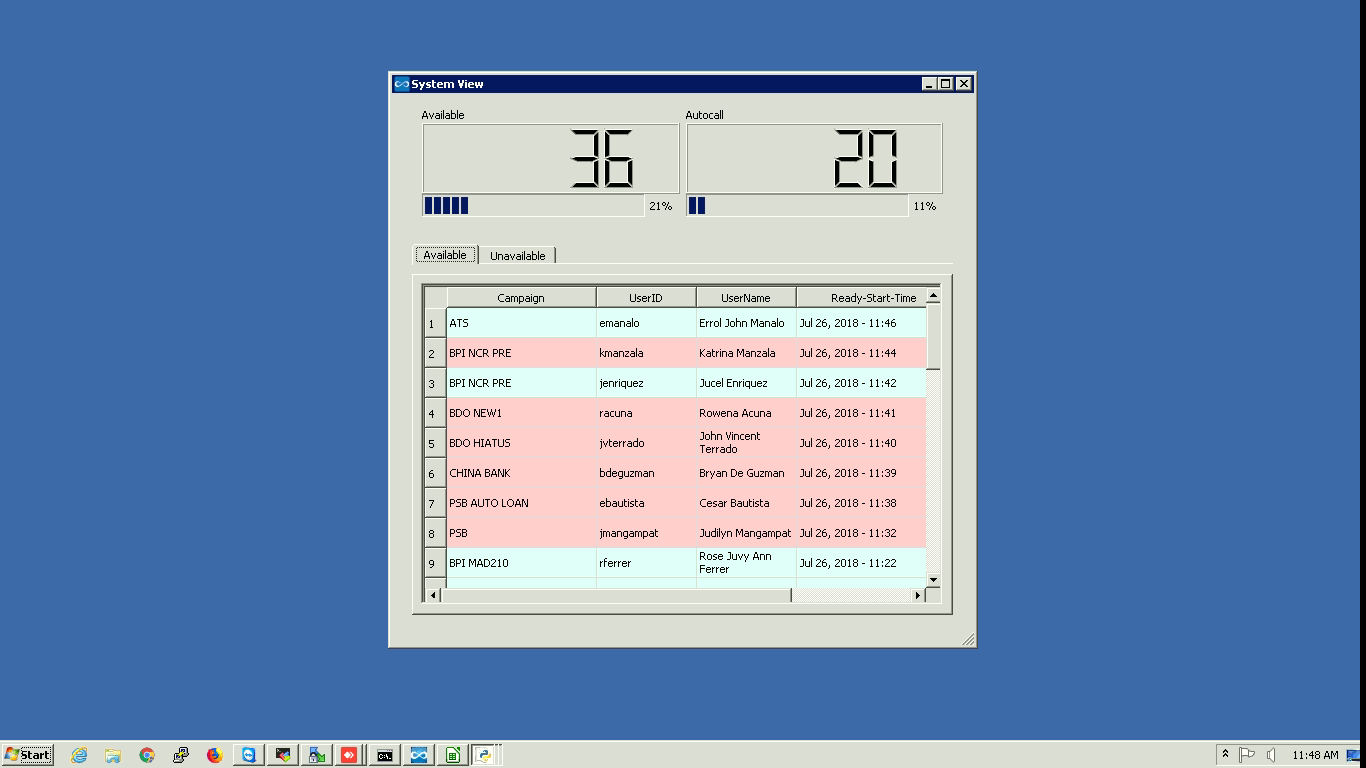 System View
Available Autocall
36 20
21% 11%
Available Unavailable
Campaign UserID UserName Ready-Start-Time
1 ATS emanalo Errol John Manalo Jul 26, 2018 - 11:46
2 BPI NCR PRE kmanzala Katrina Manzala Jul 26, 2018 - 11:44
3 BPI NCR PRE jenriquez Jucel Enriquez Jul 26, 2018 - 11:42
4 BDO NEW1 racuna Rowena Acuna Jul 26, 2018 - 11:41
5 BDO HIATUS jvterrado John Vincent Terrado Jul 26, 2018 - 11:40
6 CHINA BANK bdeguzman Bryan De Guzman Jul 26, 2018 - 11:39
7 PSB AUTO LOAN ebautista Cesar Bautista Jul 26, 2018 - 11:38
8 PSB jmangampat Judilyn Mangampat Jul 26, 2018 - 11:32
9 BPI MAD210 rferrer Rose Juvy Ann Ferrer Jul 26, 2018 - 11:22
Start 11:48 AM